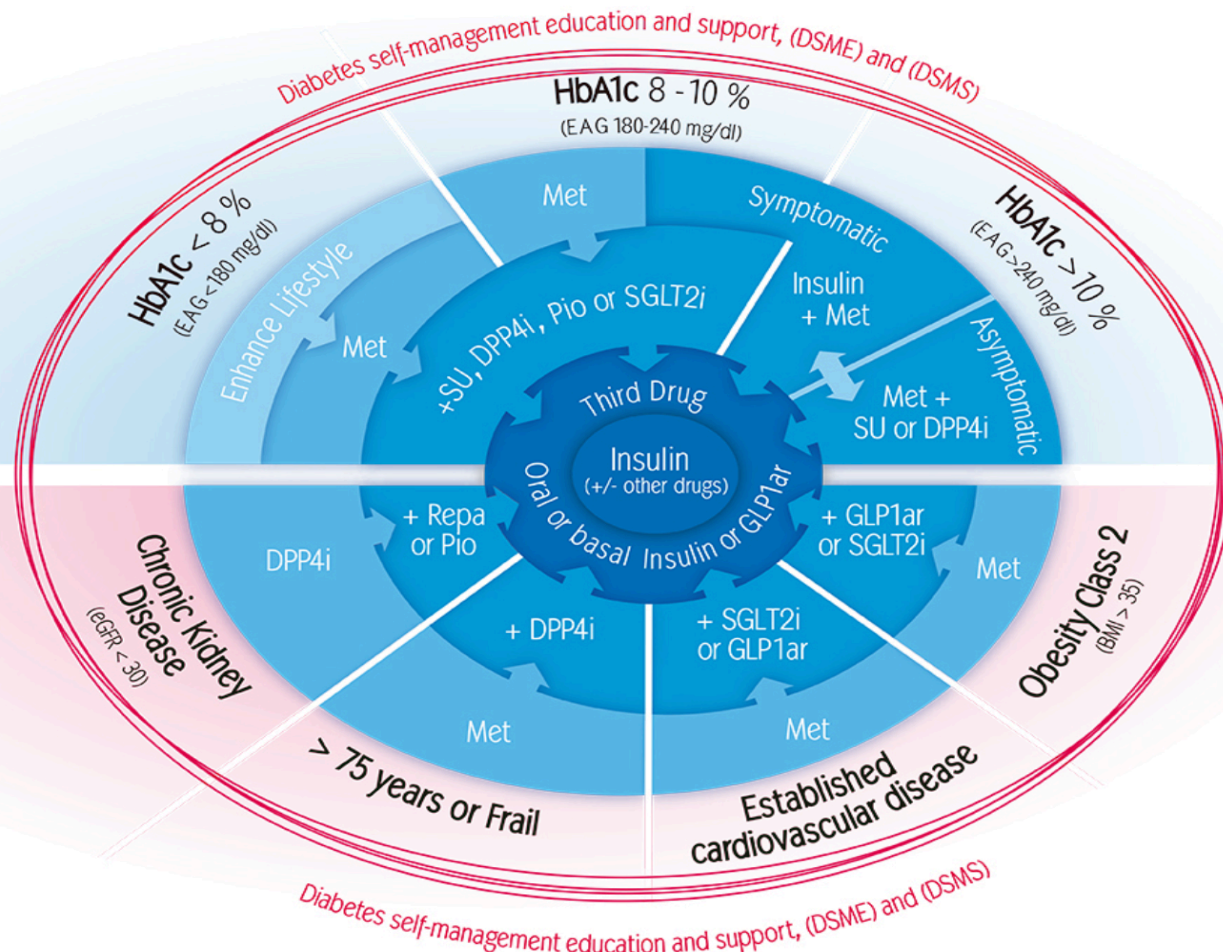 Diabetes self-management education and support, (DSME) and (DSMS)
HbA1c 8 - 10 %
(EAG 180-240 mg/dl)
HbA1c < 8 %
(EAG <180 mg/dl)
HbA1c >10 %
(EAG >240 mg/dl)
Enhance Lifestyle
Met
Met
+SU, DPP4i, Pio or SGLT2i
Symptomatic
Insulin
+ Met
Asymptomatic
Met +
SU or DPP4i
Third Drug
Insulin
(+/- other drugs)
Oral or basal Insulin or GLP1ar
DPP4i
+ Repa
or Pio
+ DPP4i
Met
+ SGLT2i
or GLP1ar
Met
+ GLP1ar
or SGLT2i
Met
Chronic Kidney
Disease
(eGFR < 30)
> 75 years or Frail
Established
cardiovascular disease
Obesity Class 2
(BMI > 35)
Diabetes self-management education and support, (DSME) and (DSMS)